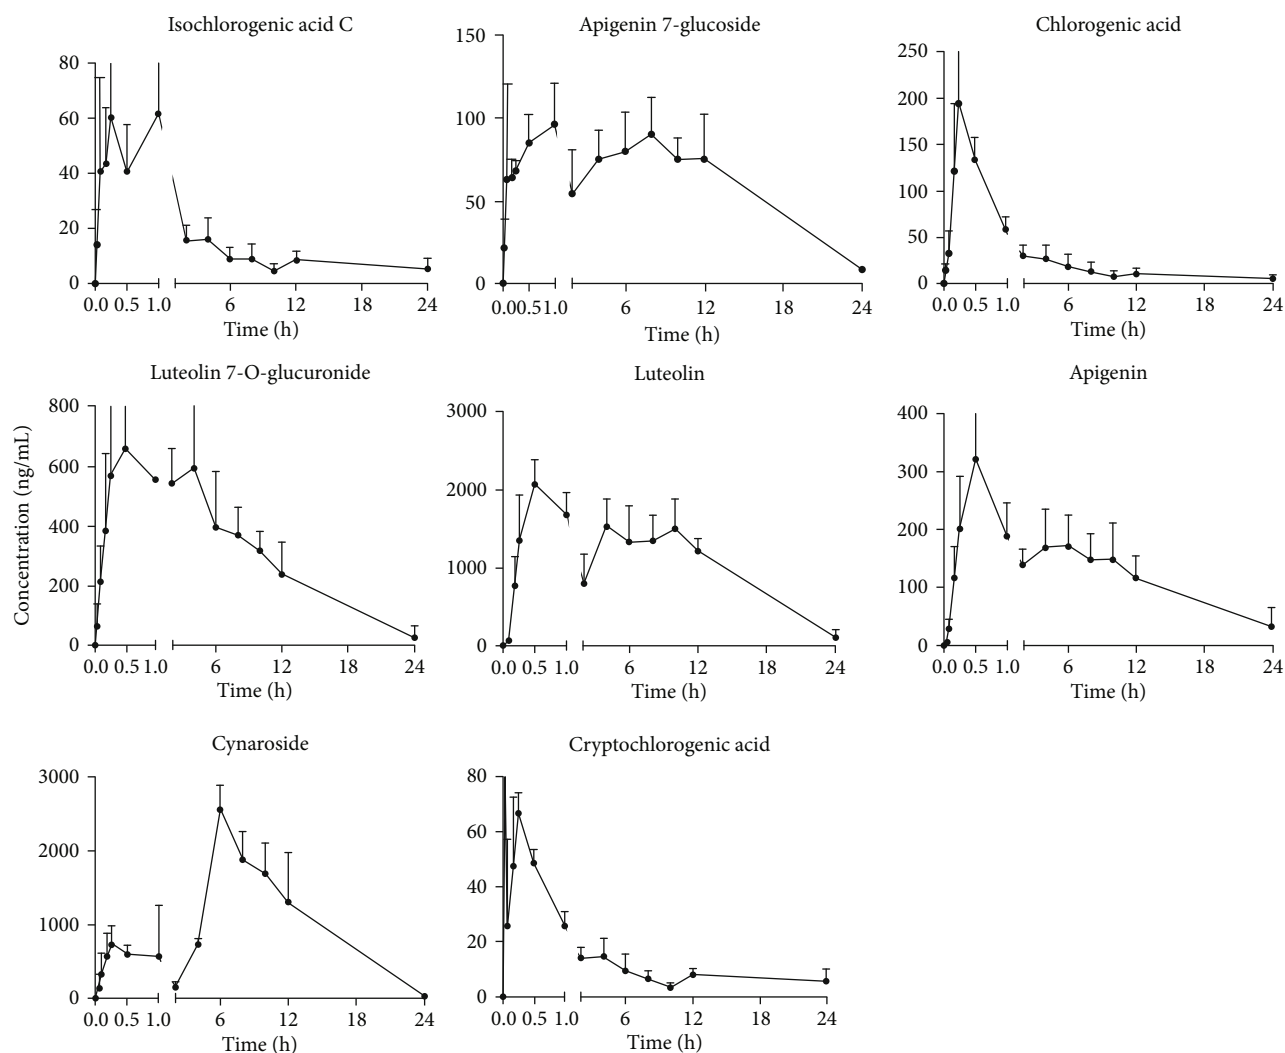 Isochlorogenic acid C
80
60
40
20
0
0.0 0.5 1.0 6 12 18 24
Time (h)
Apigenin 7-glucoside
150
100
50
0
0.0 0.5 1.0 6 12 18 24
Time (h)
Chlorogenic acid
250
200
150
100
50
0
0.0 0.5 1.0 6 12 18 24
Time (h)
Concentration (ng/mL)
Luteolin 7-O-glucuronide
800
600
400
200
0
0.0 0.5 1.0 6 12 18 24
Time (h)
Luteolin
3000
2000
1000
0
0.0 0.5 1.0 6 12 18 24
Time (h)
Apigenin
400
300
200
100
0
0.0 0.5 1.0 6 12 18 24
Time (h)
Cynaroside
3000
2000
1000
0
0.0 0.5 1.0 6 12 18 24
Time (h)
Cryptochlorogenic acid
80
60
40
20
0
0.0 0.5 1.0 6 12 18 24
Time (h)